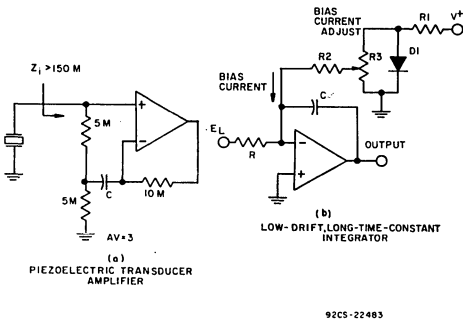 Zi >150 M
5M
5M
C
10 M
+
−
AV=3
(a)
PIEZOELECTRIC TRANSDUCER
AMPLIFIER
BIAS
CURRENT
ADJUST
R1
V+
R2
R3
D1
BIAS
CURRENT
C
EL
R
−
+
OUTPUT
(b)
LOW-DRIFT, LONG-TIME-CONSTANT
INTEGRATOR
92CS-22483